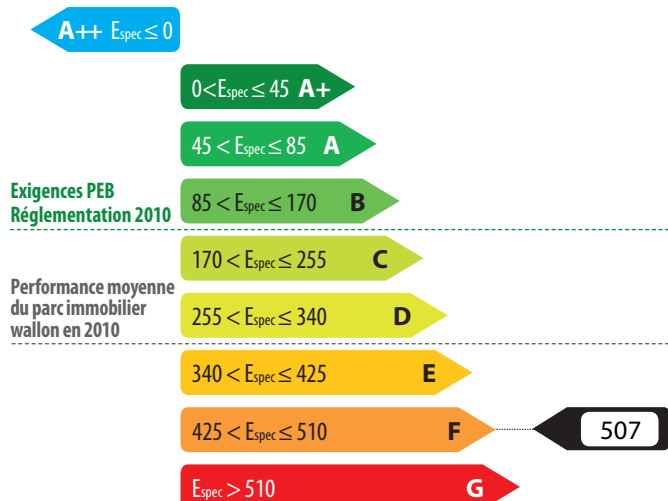 A++ Espec ≤ 0
0<Espec ≤ 45 A+
45 < Espec ≤ 85 A
Exigences PEB
Réglementation 2010
85 < Espec ≤ 170 B
170 < Espec ≤ 255 C
Performance moyenne
du parc immobilier
wallon en 2010
255 < Espec ≤ 340 D
340 < Espec ≤ 425 E
425 < Espec ≤ 510 F
507
Espec > 510 G